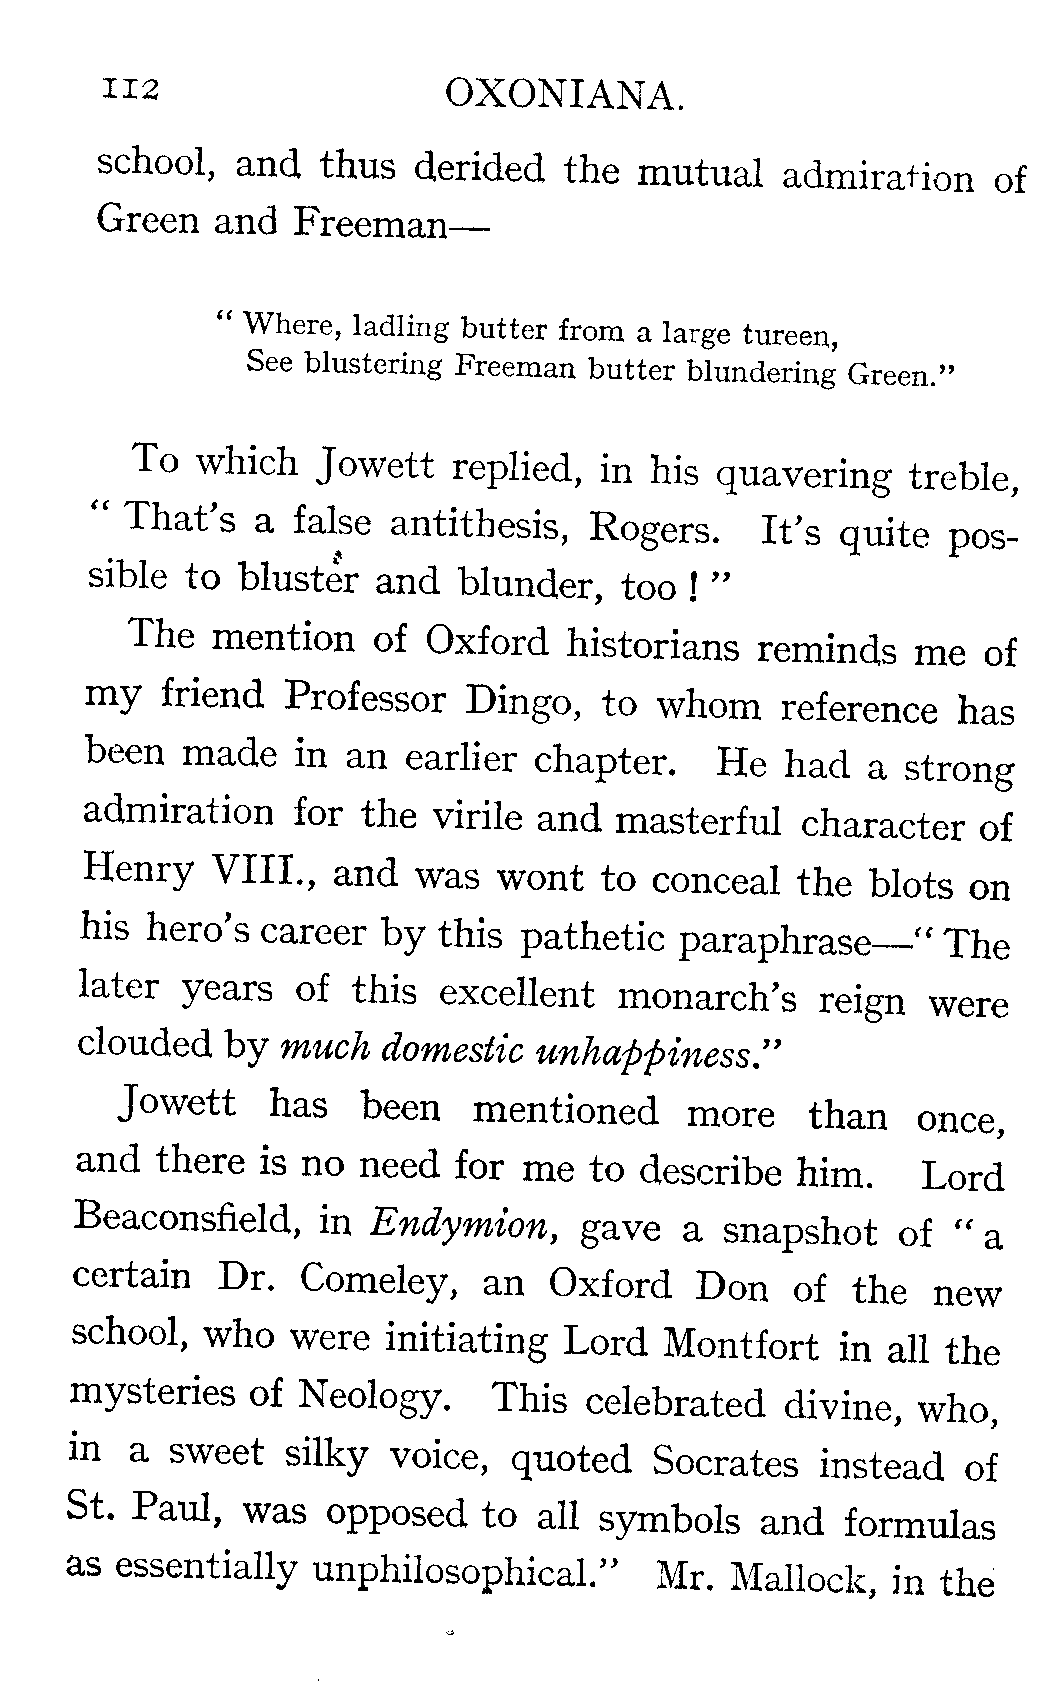 112 OXONIANA.
school, and thus derided the mutual admiration of
Green and Freeman—
“ Where, ladling butter from a large tureen,
See blustering Freeman butter blundering Green.”
To which Jowett replied, in his quavering treble,
“ That’s a false antithesis, Rogers. It’s quite pos-
sible to bluster and blunder, too ! ”
The mention of Oxford historians reminds me of
my friend Professor Dingo, to whom reference has
been made in an earlier chapter. He had a strong
admiration for the virile and masterful character of
Henry VIII., and was wont to conceal the blots on
his hero’s career by this pathetic paraphrase—“ The
later years of this excellent monarch’s reign were
clouded by much domestic unhappiness.”
Jowett has been mentioned more than once,
and there is no need for me to describe him. Lord
Beaconsfield, in Endymion, gave a snapshot of “ a
certain Dr. Comeley, an Oxford Don of the new
school, who were initiating Lord Montfort in all the
mysteries of Neology. This celebrated divine, who,
in a sweet silky voice, quoted Socrates instead of
St. Paul, was opposed to all symbols and formulas
as essentially unphilosophical.” Mr. Mallock, in the